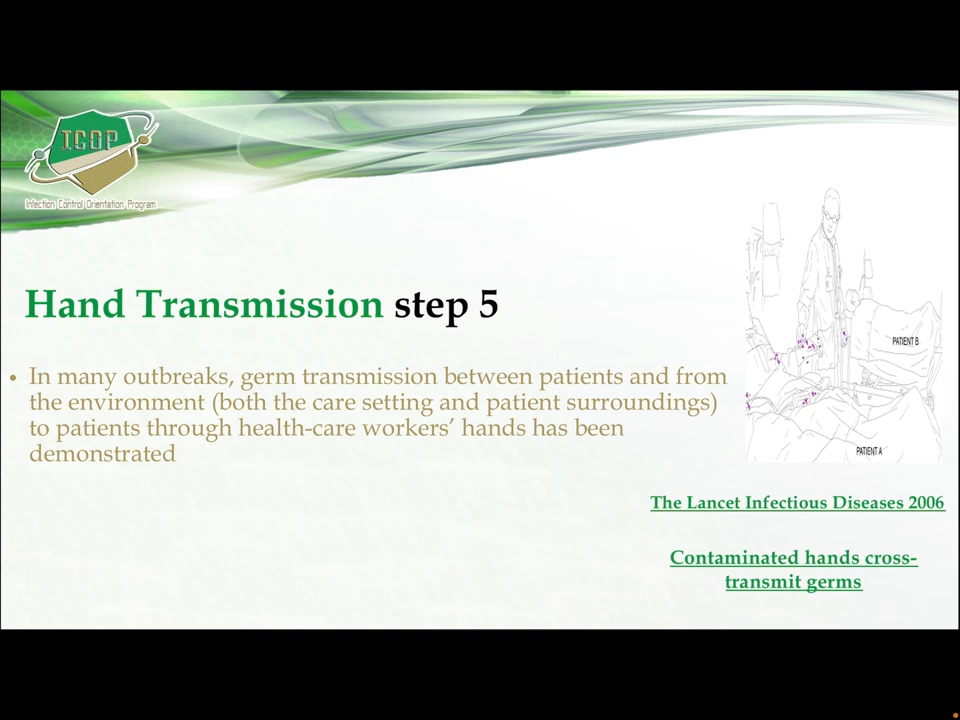 ICOP
Infection Control Orientation Program
Hand Transmission step 5
• In many outbreaks, germ transmission between patients and from
the environment (both the care setting and patient surroundings)
to patients through health-care workers’ hands has been
demonstrated
PATIENT B
PATIENT A
The Lancet Infectious Diseases 2006
Contaminated hands cross-
transmit germs